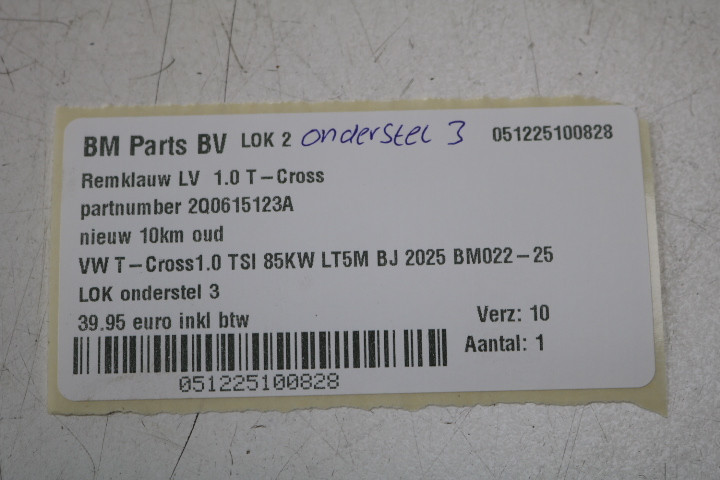 BM Parts BV LOK 2 onderstel 3 051225100828
Remklauw LV 1.0 T-Cross
partnumber 2Q0615123A
nieuw 10km oud
VW T-Cross1.0 TSI 85KW LT5M BJ 2025 BM022-25
LOK onderstel 3
39.95 euro inkl btw Verz: 10
Aantal: 1
051225100828